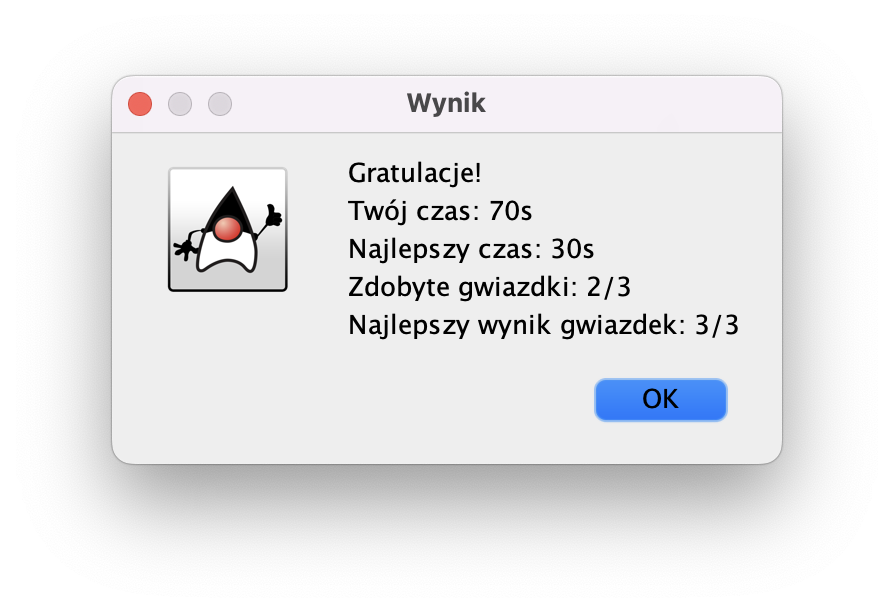 Wynik
Gratulacje!
Twój czas: 70s
Najlepszy czas: 30s
Zdobyte gwiazdki: 2/3
Najlepszy wynik gwiazdek: 3/3
OK